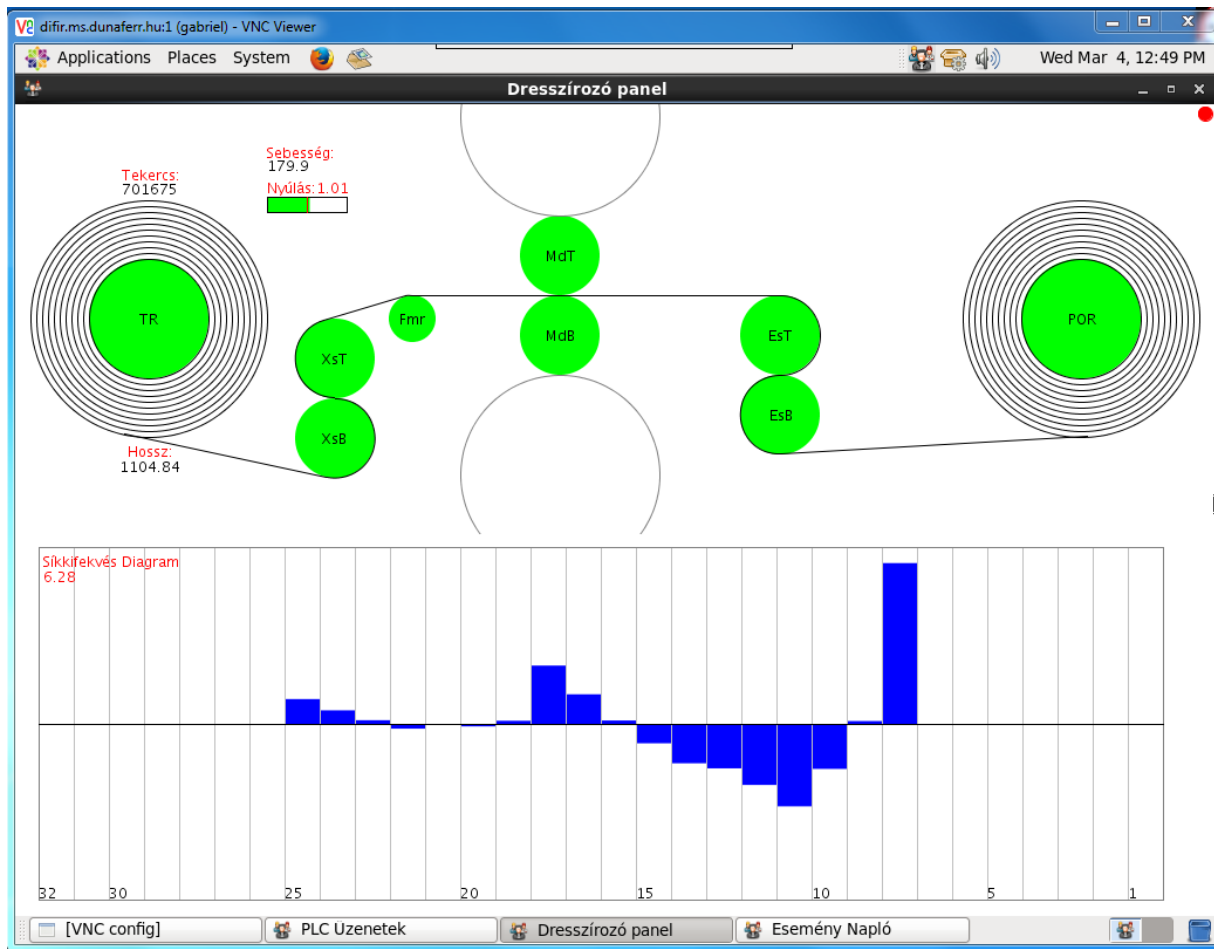 difir.ms.dunaferr.hu:1 (gabriel) - VNC Viewer
Applications Places System Wed Mar 4, 12:49 PM
Dresszírozó panel
Sebesség:
179.9
Tekercs:
701675
Nyúlás:1.01
MdT
TR
Fmr
POR
MdB
EsT
XsT
EsB
XsB
Hossz:
1104.84
Síkkifekvés Diagram
6.28
32 30 25 20 15 10 5 1
[VNC config] PLC Üzenetek Dresszírozó panel Esemény Napló